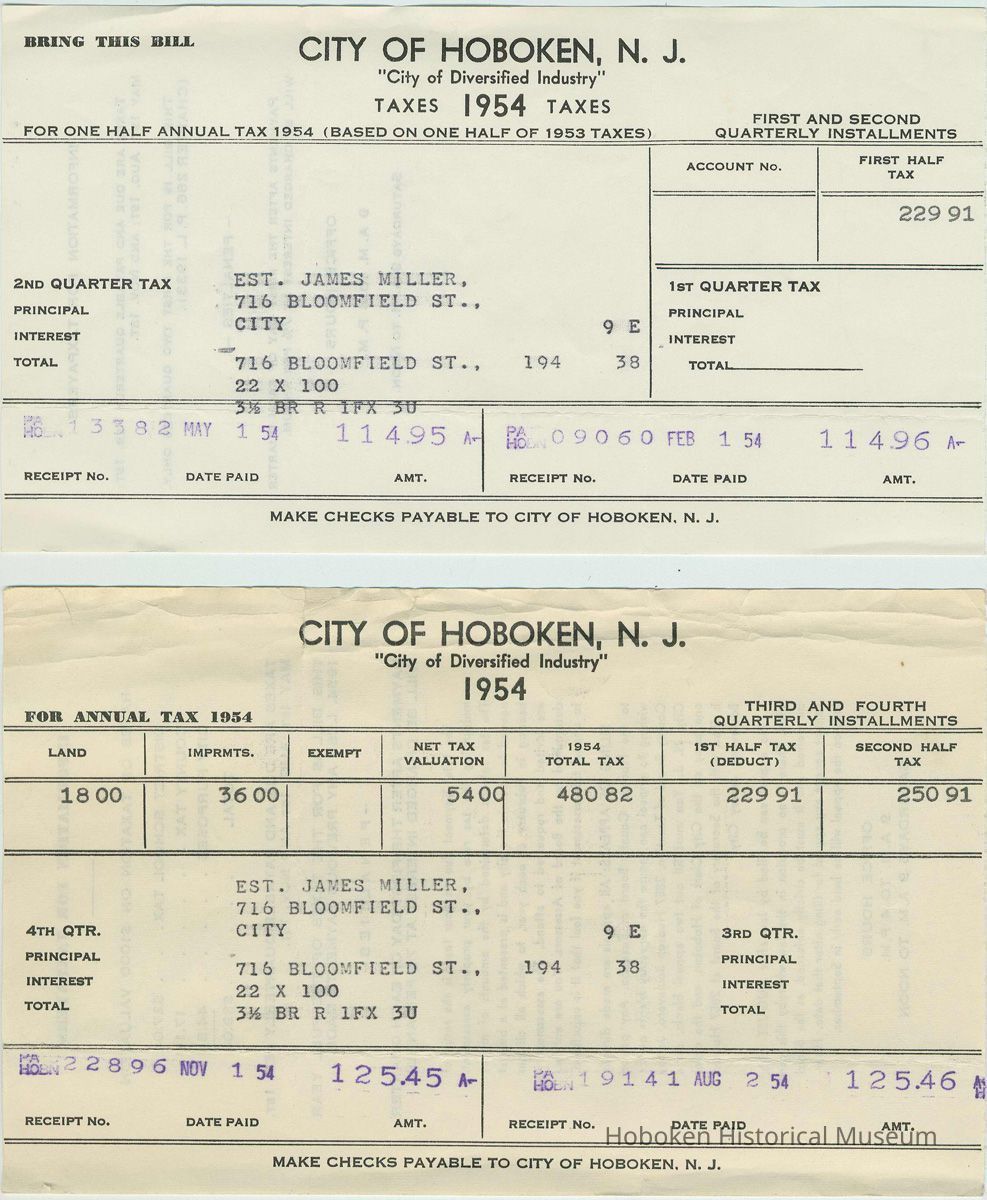 BRING THIS BILL
CITY OF HOBOKEN, N. J.
"City of Diversified Industry"
TAXES 1954 TAXES
FOR ONE HALF ANNUAL TAX 1954 (BASED ON ONE HALF OF 1953 TAXES)
FIRST AND SECOND
QUARTERLY INSTALLMENTS
ACCOUNT No.
FIRST HALF
TAX
229 91
2ND QUARTER TAX
PRINCIPAL
INTEREST
TOTAL
EST. JAMES MILLER,
716 BLOOMFIELD ST.,
CITY 9 E
716 BLOOMFIELD ST., 194 38
22 X 100
3½ BR R 1FX 3U
1ST QUARTER TAX
PRINCIPAL
INTEREST
TOTAL
HOBN 13382 MAY 1 54 114.95 A-
PA
HOBN 09060 FEB 1 54 114.96 A-
RECEIPT No. DATE PAID AMT.
RECEIPT No. DATE PAID AMT.
MAKE CHECKS PAYABLE TO CITY OF HOBOKEN, N. J.
CITY OF HOBOKEN, N. J.
"City of Diversified Industry"
1954
FOR ANNUAL TAX 1954
THIRD AND FOURTH
QUARTERLY INSTALLMENTS
LAND
IMPRMTS.
EXEMPT
NET TAX
VALUATION
1954
TOTAL TAX
1ST HALF TAX
(DEDUCT)
SECOND HALF
TAX
18 00 36 00 54 00 480 82 229 91 250 91
4TH QTR.
PRINCIPAL
INTEREST
TOTAL
EST. JAMES MILLER,
716 BLOOMFIELD ST.,
CITY 9 E
716 BLOOMFIELD ST., 194 38
22 X 100
3½ BR R 1FX 3U
3RD QTR.
PRINCIPAL
INTEREST
TOTAL
PA
HOBN 22896 NOV 1 54 125.45 A-
PA
HOBN 19141 AUG 2 54 125.46
RECEIPT No. DATE PAID AMT.
RECEIPT No. DATE PAID AMT.
Hoboken Historical Museum
MAKE CHECKS PAYABLE TO CITY OF HOBOKEN, N. J.